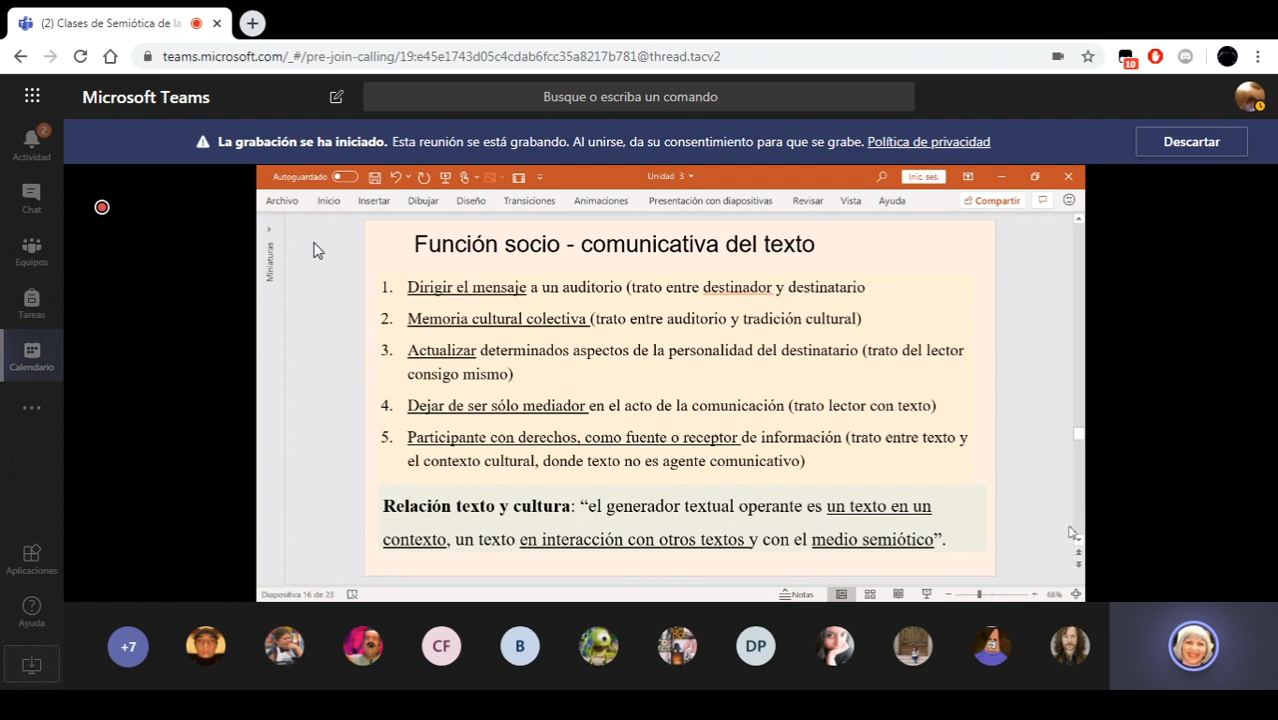 (2) Clases de Semiótica de la
teams.microsoft.com/_#/pre-join-calling/19:e45e1743d05c4cdab6fcc35a8217b781@thread.tacv2
10
Microsoft Teams
Busque o escriba un comando
2
Actividad
Chat
Equipos
Tareas
Calendario
Aplicaciones
Ayuda
La grabación se ha iniciado. Esta reunión se está grabando. Al unirse, da su consentimiento para que se grabe. Política de privacidad
Descartar
Autoguardado
Unidad 3
Inic. ses.
Archivo Inicio Insertar Dibujar Diseño Transiciones Animaciones Presentación con diapositivas Revisar Vista Ayuda Compartir
Miniaturas
Función socio - comunicativa del texto
1. Dirigir el mensaje a un auditorio (trato entre destinador y destinatario
2. Memoria cultural colectiva (trato entre auditorio y tradición cultural)
3. Actualizar determinados aspectos de la personalidad del destinatario (trato del lector
consigo mismo)
4. Dejar de ser sólo mediador en el acto de la comunicación (trato lector con texto)
5. Participante con derechos, como fuente o receptor de información (trato entre texto y
el contexto cultural, donde texto no es agente comunicativo)
Relación texto y cultura: “el generador textual operante es un texto en un
contexto, un texto en interacción con otros textos y con el medio semiótico”.
Diapositiva 16 de 23
Notas
68%
+7
CF
B
DP